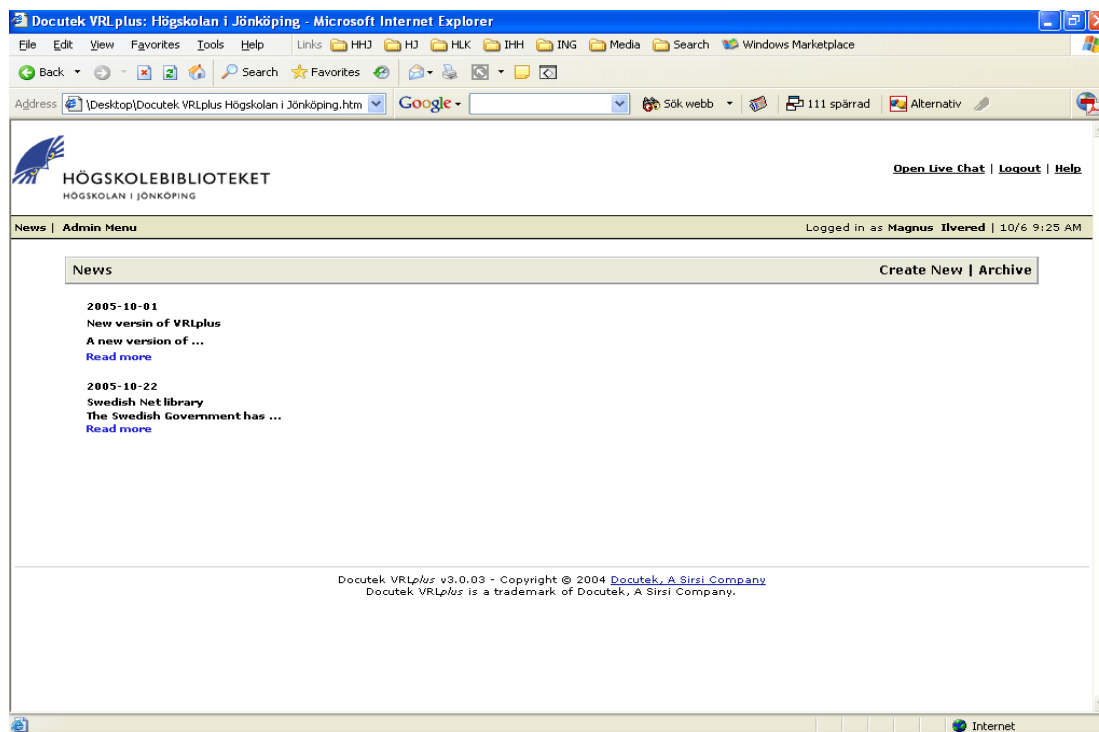 Docutek VRLplus: Högskolan i Jönköping - Microsoft Internet Explorer
File Edit View Favorites Tools Help Links HHJ HJ HLK IHH ING Media Search Windows Marketplace
Back Search Favorites
Address \Desktop\Docutek VRLplus Högskolan i Jönköping.htm Google Sök webb 111 spärrad Alternativ
HÖGSKOLEBIBLIOTEKET
HÖGSKOLAN I JÖNKÖPING
Open Live Chat | Logout | Help
News | Admin Menu Logged in as Magnus Ilvered | 10/6 9:25 AM
News Create New | Archive
2005-10-01
New versin of VRLplus
A new version of ...
Read more
2005-10-22
Swedish Net library
The Swedish Government has ...
Read more
Docutek VRLplus v3.0.03 - Copyright © 2004 Docutek, A Sirsi Company
Docutek VRLplus is a trademark of Docutek, A Sirsi Company.
Internet